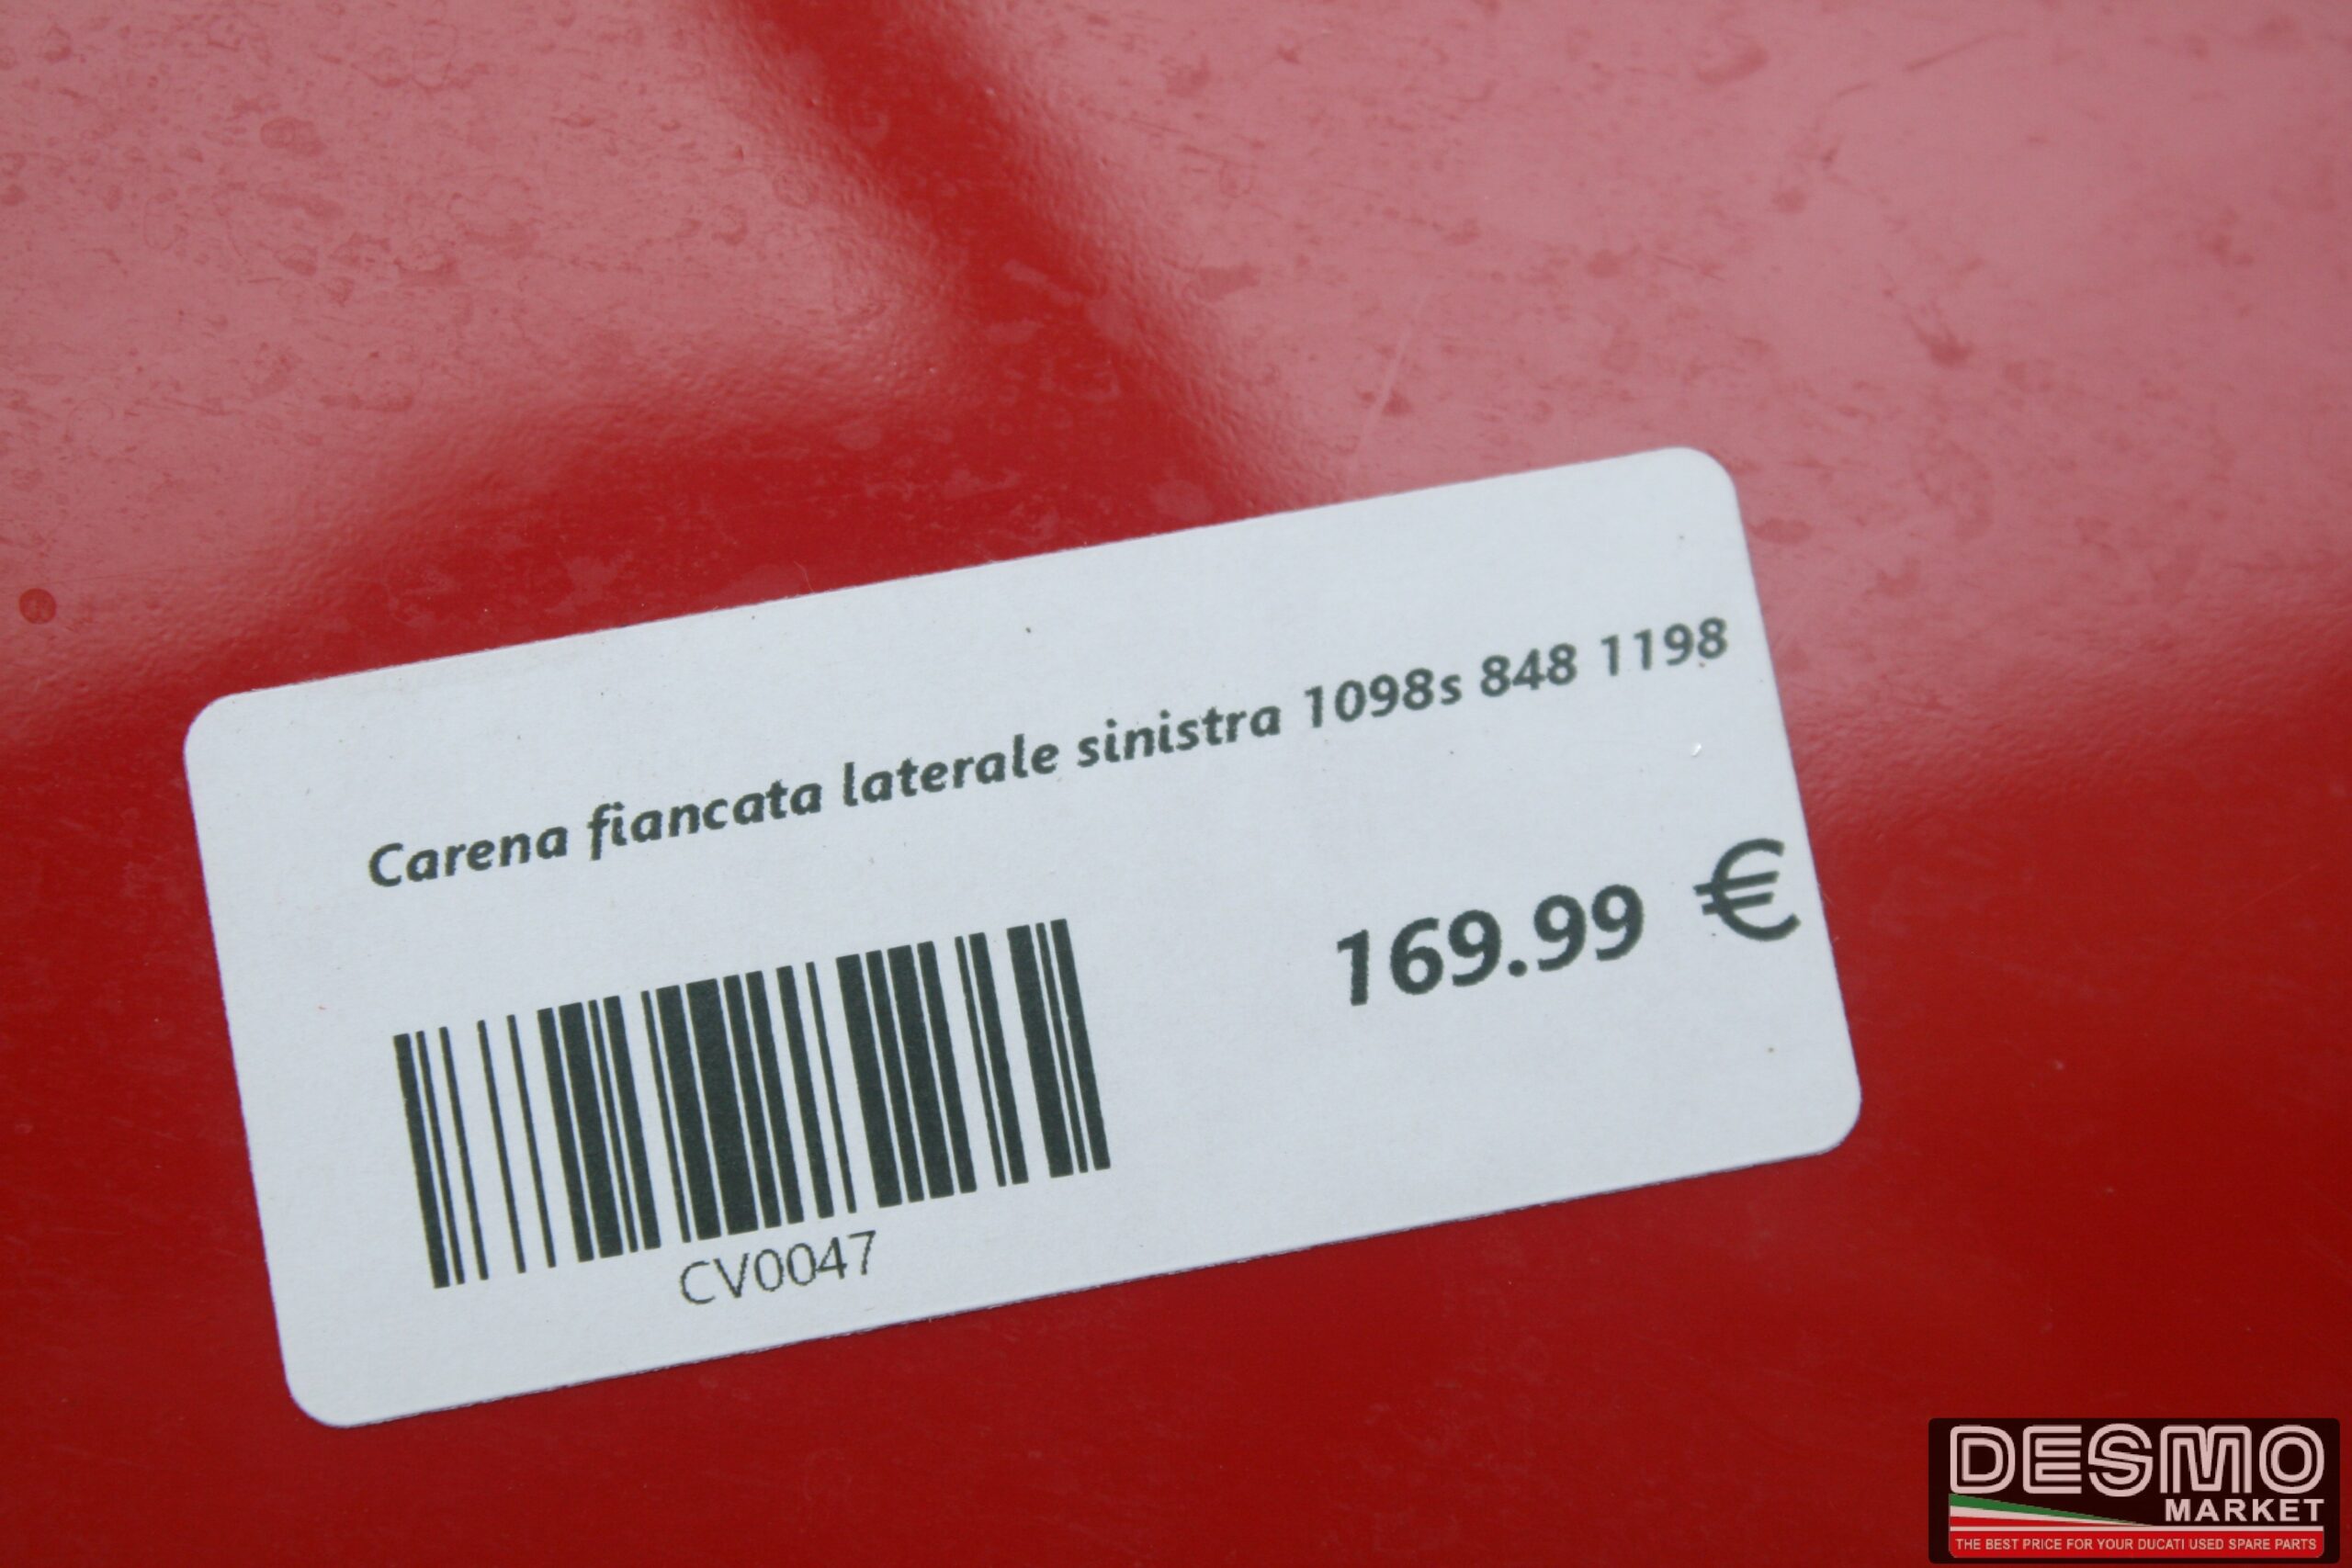 Carena fiancata laterale sinistra 1098s 848 1198
169.99 €
CV0047
DESMO
MARKET
THE BEST PRICE FOR YOUR DUCATI USED SPARE PARTS